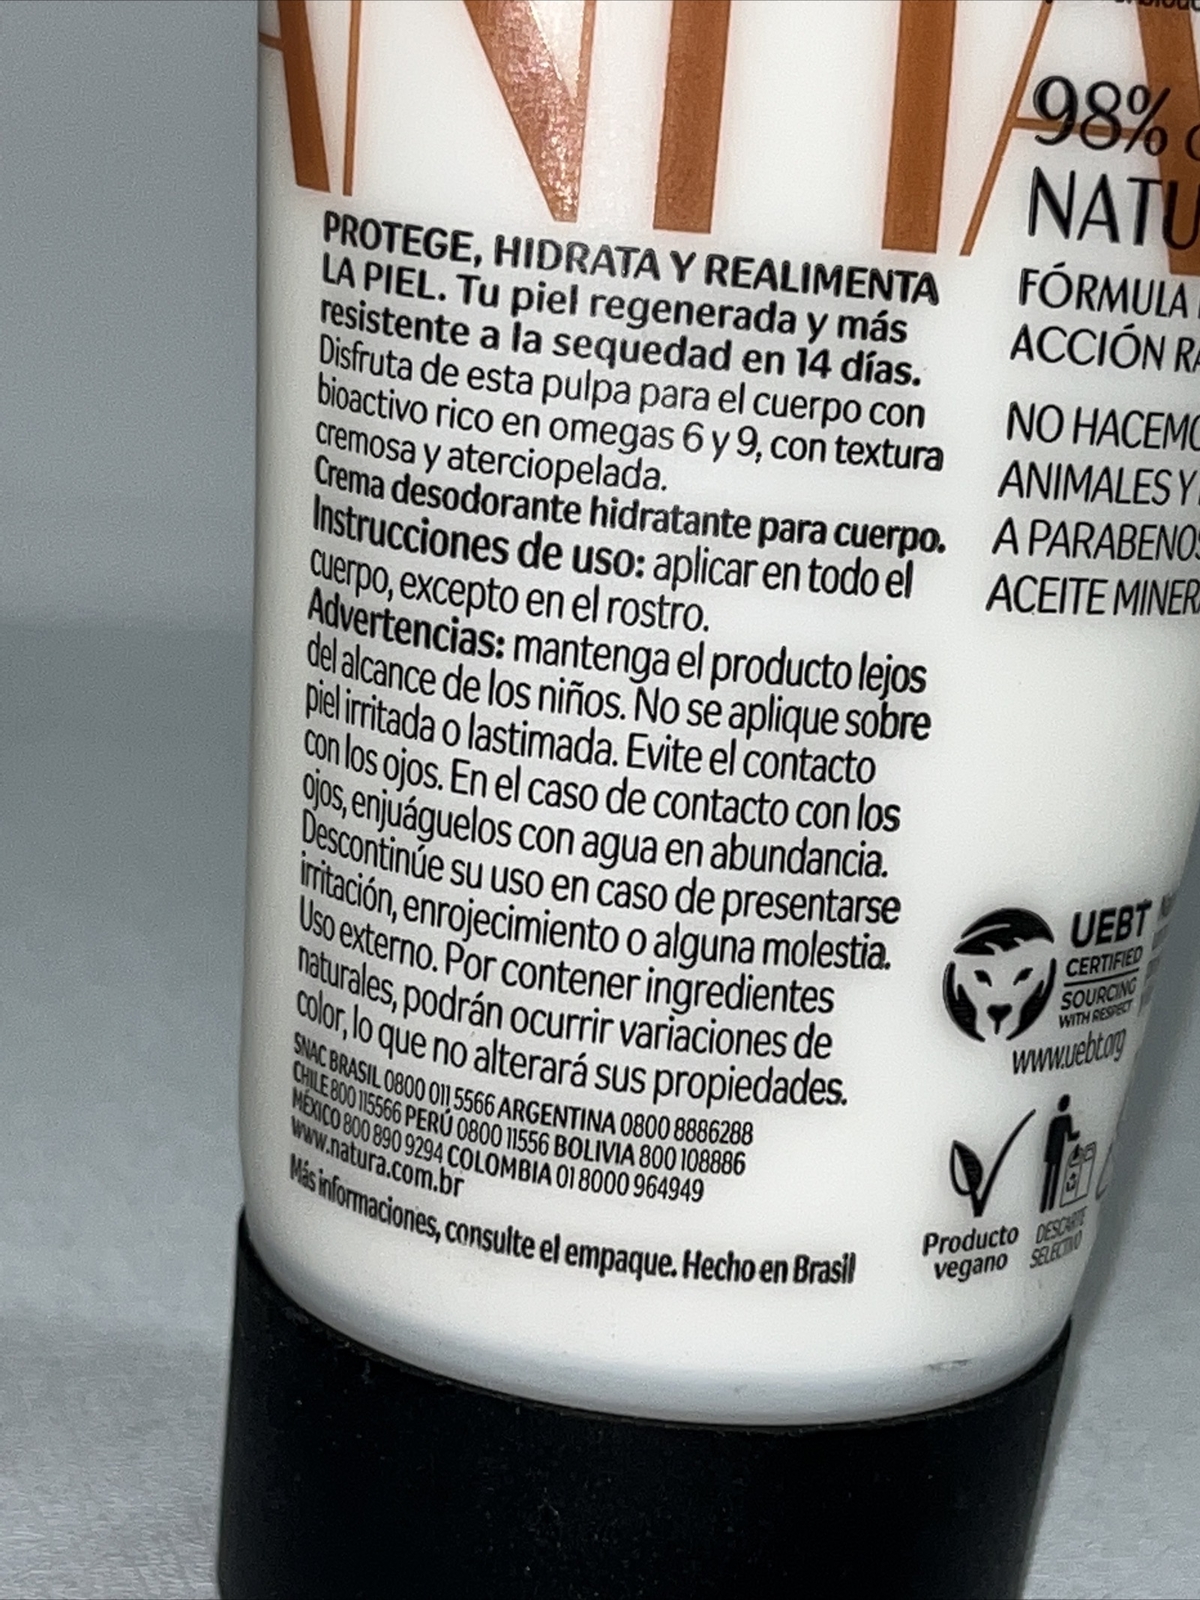 PROTEGE, HIDRATA Y REALIMENTA
LA PIEL. Tu piel regenerada y más
resistente a la sequedad en 14 días.
Disfruta de esta pulpa para el cuerpo con
bioactivo rico en omegas 6 y 9, con textura
cremosa y aterciopelada.
Crema desodorante hidratante para cuerpo.
Instrucciones de uso: aplicar en todo el
cuerpo, excepto en el rostro.
Advertencias: mantenga el producto lejos
del alcance de los niños. No se aplique sobre
piel irritada o lastimada. Evite el contacto
con los ojos. En el caso de contacto con los
ojos, enjuáguelos con agua en abundancia.
Descontinúe su uso en caso de presentarse
irritación, enrojecimiento o alguna molestia.
Uso externo. Por contener ingredientes
naturales, podrán ocurrir variaciones de
color, lo que no alterará sus propiedades.
SNAC BRASIL 0800 011 5566 ARGENTINA 0800 8886288
CHILE 800 115566 PERÚ 0800 11556 BOLIVIA 800 108886
MÉXICO 800 890 9294 COLOMBIA 01 8000 964949
www.natura.com.br
Más informaciones, consulte el empaque. Hecho en Brasil
98%
NATU
FÓRMULA
ACCIÓN RA
NO HACEMO
ANIMALES Y
A PARABENOS
ACEITE MINERA
UEBT
CERTIFIED
SOURCING
WITH RESPECT
www.uebt.org
Producto
vegano
DESCARTE
SELECTIVO